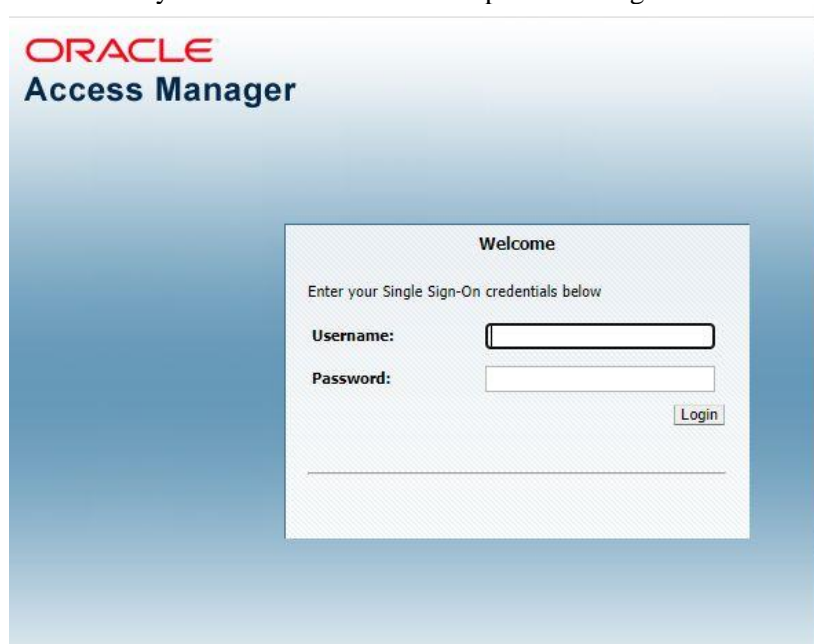 ORACLE
Access Manager
Welcome
Enter your Single Sign-On credentials below
Username:
Password:
Login